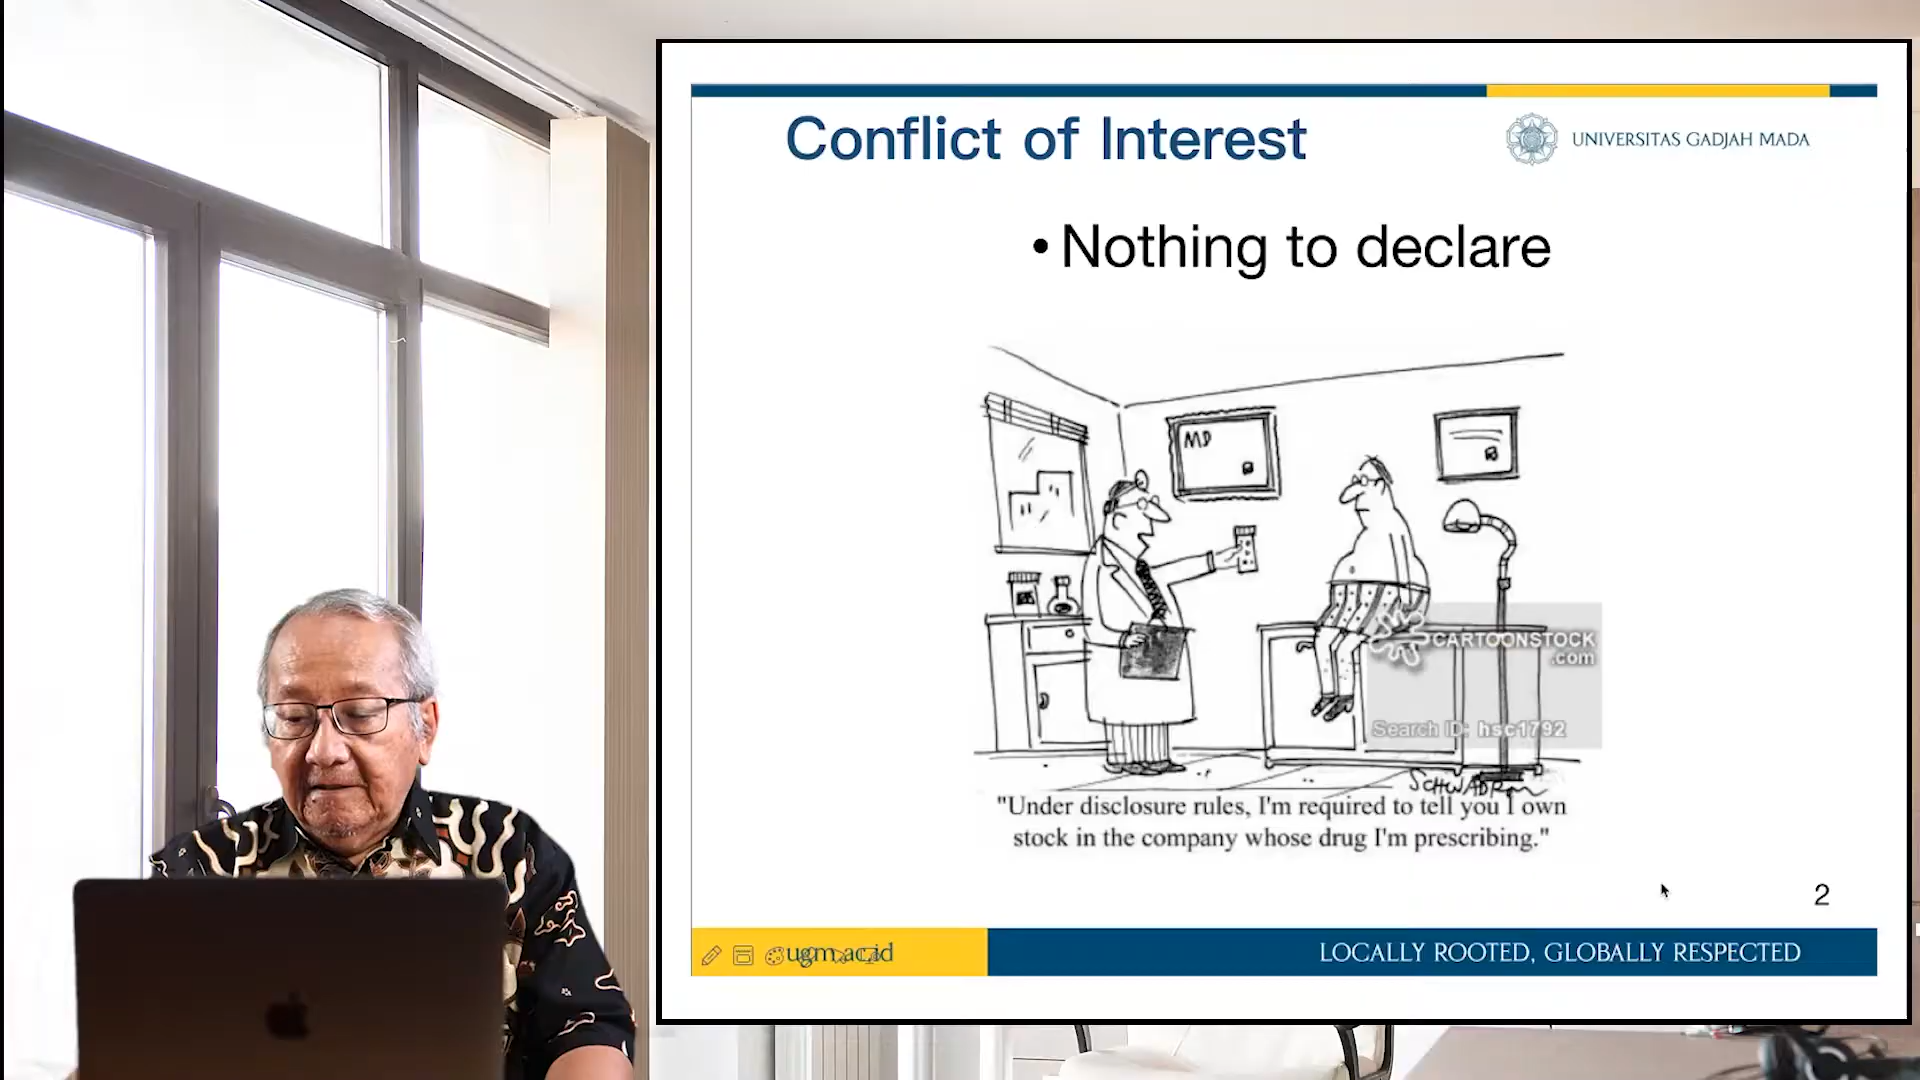 Conflict of Interest
UNIVERSITAS GADJAH MADA
• Nothing to declare
MD
CARTOONSTOCK
.com
Search ID: hsc1792
SCHWADRON
"Under disclosure rules, I'm required to tell you I own
stock in the company whose drug I'm prescribing."
2
ugm.ac.id
LOCALLY ROOTED, GLOBALLY RESPECTED